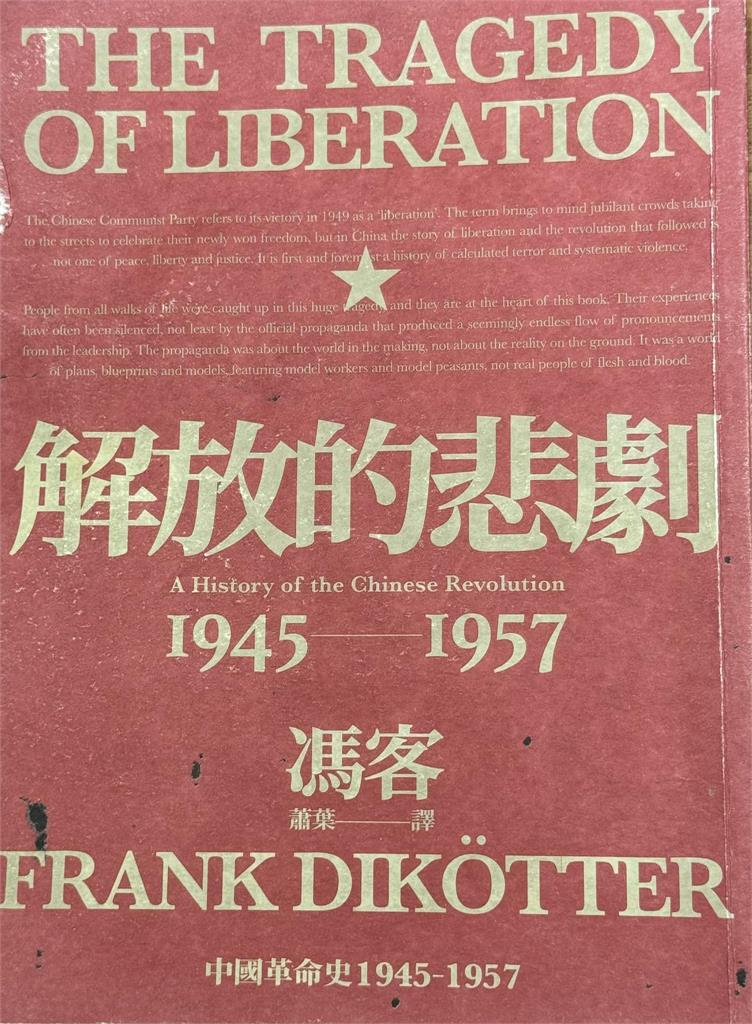 THE TRAGEDY
OF LIBERATION
The Chinese Communist Party refers to its victory in 1949 as a 'liberation'. The term brings to mind jubilant crowds taking
to the streets to celebrate their newly won freedom, but in China the story of liberation and the revolution that followed is
not one of peace, liberty and justice. It is first and foremost a history of calculated terror and systematic violence.
People from all walks of life were caught up in this huge tragedy, and they are at the heart of this book. Their experiences
have often been silenced, not least by the official propaganda that produced a seemingly endless flow of pronouncements
from the leadership. The propaganda was about the world in the making, not about the reality on the ground. It was a world
of plans, blueprints and models, featuring model workers and model peasants, not real people of flesh and blood.
解放的悲劇
A History of the Chinese Revolution
1945——1957
馮客
蕭葉——譯
FRANK DIKÖTTER
中國革命史1945-1957